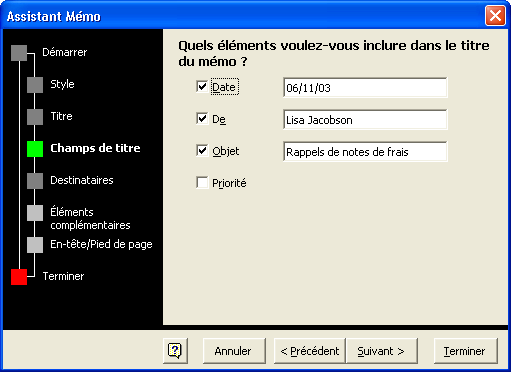 Assistant Mémo
Démarrer
Style
Titre
Champs de titre
Destinataires
Éléments
complémentaires
En-tête/Pied de page
Terminer
Quels éléments voulez-vous inclure dans le titre
du mémo ?
Date 06/11/03
De Lisa Jacobson
Objet Rappels de notes de frais
Priorité
? Annuler < Précédent Suivant > Terminer